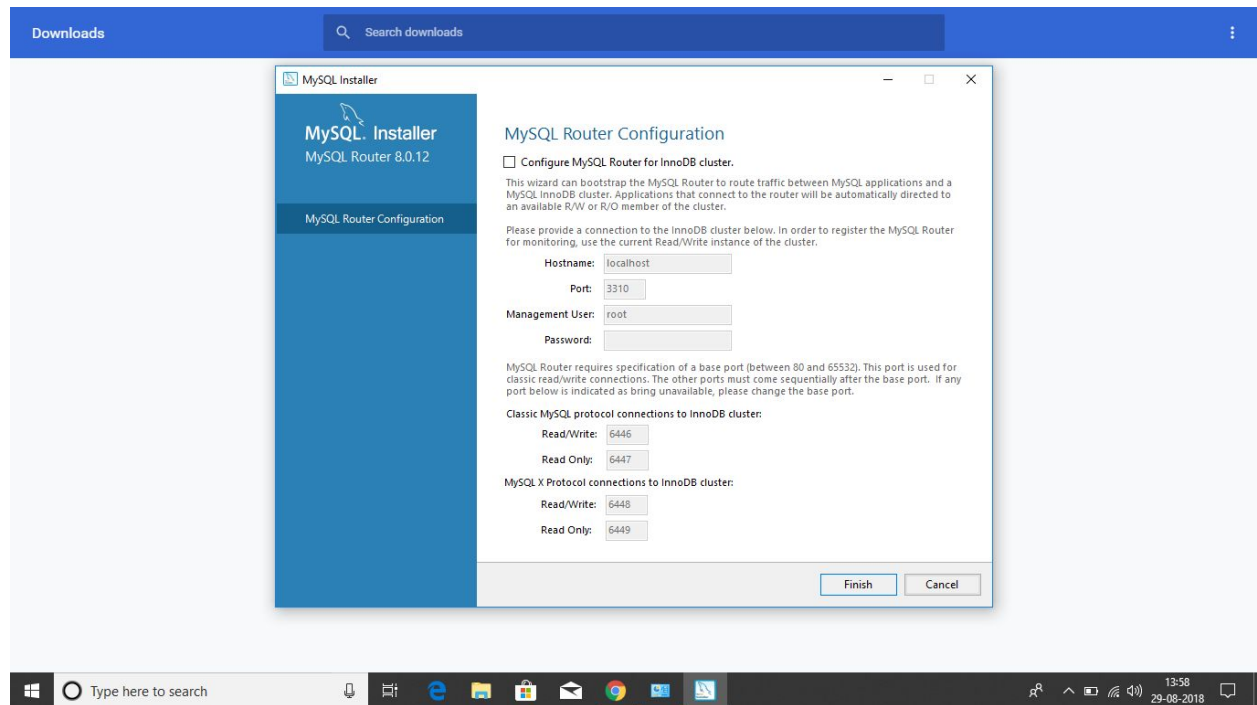 Downloads
Search downloads
MySQL Installer
MySQL. Installer
MySQL Router 8.0.12
MySQL Router Configuration
MySQL Router Configuration
Configure MySQL Router for InnoDB cluster.
This wizard can bootstrap the MySQL Router to route traffic between MySQL applications and a
MySQL InnoDB cluster. Applications that connect to the router will be automatically directed to
an available R/W or R/O member of the cluster.
Please provide a connection to the InnoDB cluster below. In order to register the MySQL Router
for monitoring, use the current Read/Write instance of the cluster.
Hostname: localhost
Port: 3310
Management User: root
Password:
MySQL Router requires specification of a base port (between 80 and 65532). This port is used for
classic read/write connections. The other ports must come sequentially after the base port. If any
port below is indicated as bring unavailable, please change the base port.
Classic MySQL protocol connections to InnoDB cluster:
Read/Write: 6446
Read Only: 6447
MySQL X Protocol connections to InnoDB cluster:
Read/Write: 6448
Read Only: 6449
Finish Cancel
Type here to search
13:58
29-08-2018